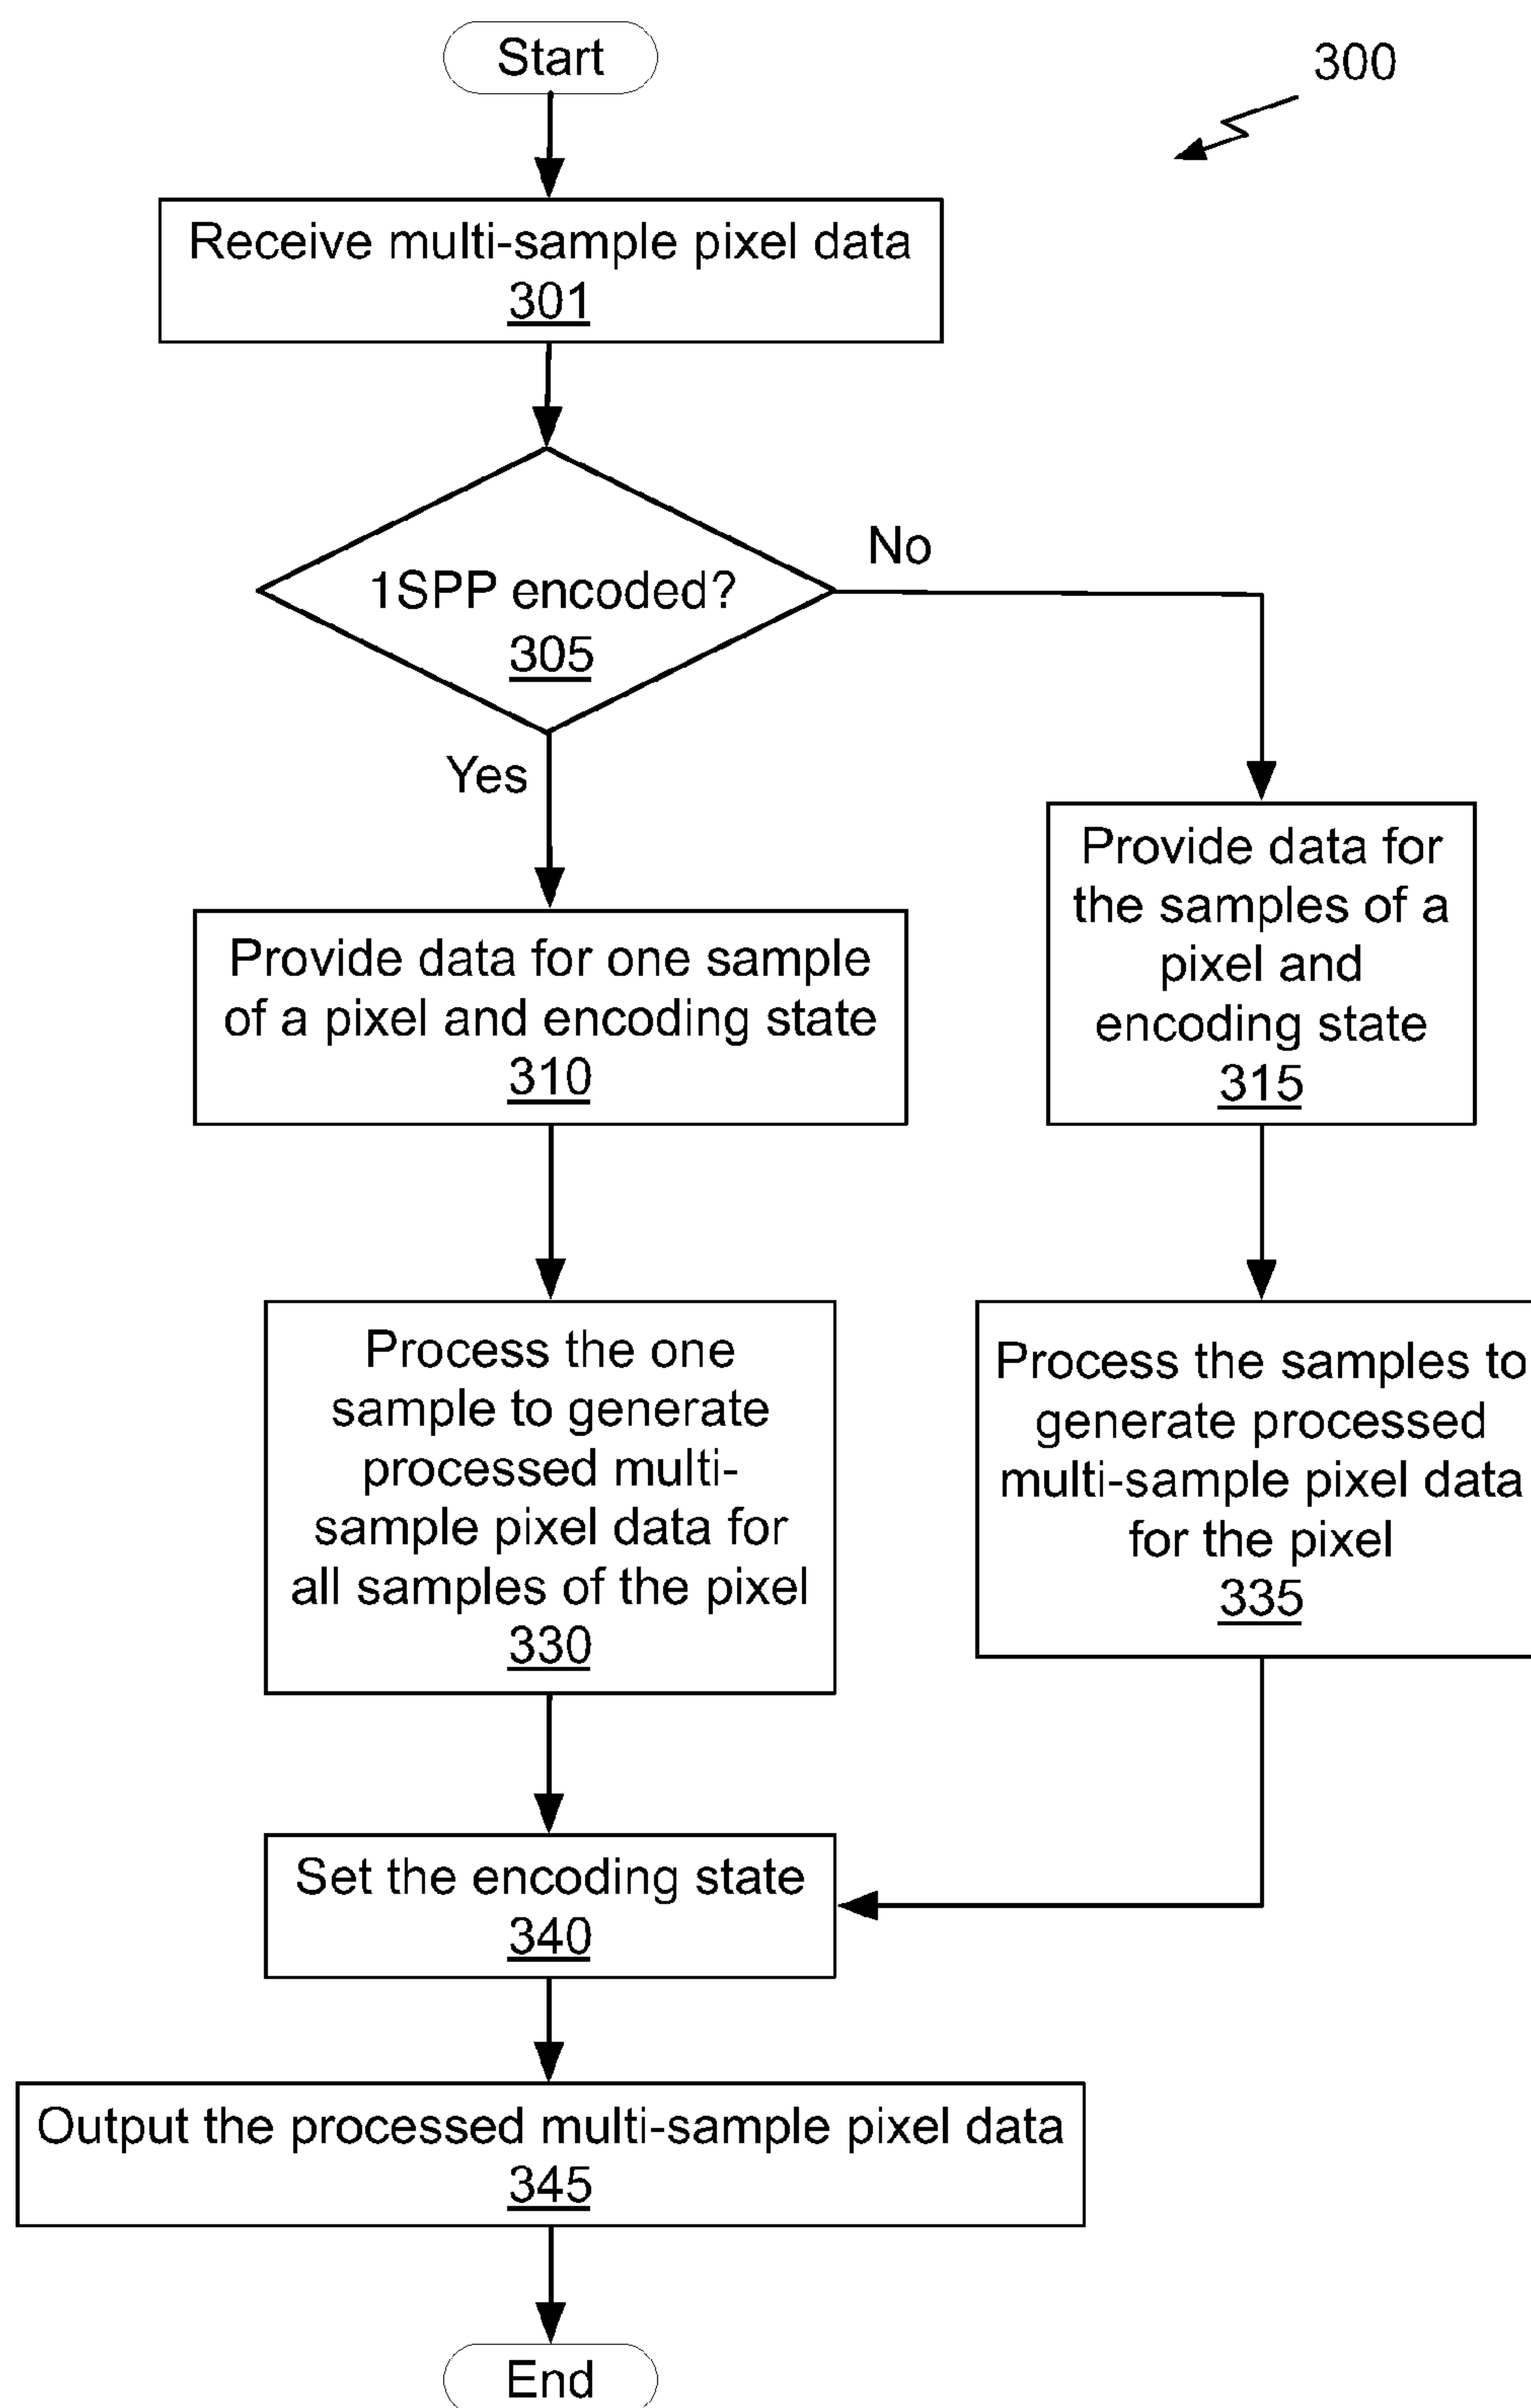 Start
300
Receive multi-sample pixel data
301
1SPP encoded?
305
No
Yes
Provide data for
the samples of a
pixel and
encoding state
315
Provide data for one sample
of a pixel and encoding state
310
Process the one
sample to generate
processed multi-
sample pixel data for
all samples of the pixel
330
Process the samples to
generate processed
multi-sample pixel data
for the pixel
335
Set the encoding state
340
Output the processed multi-sample pixel data
345
End